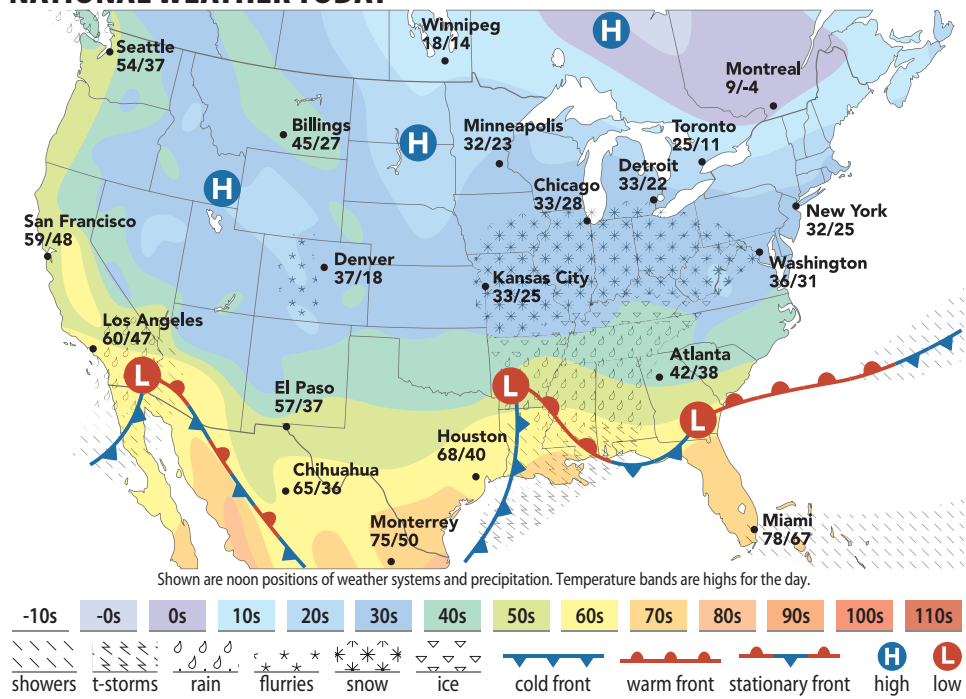 NATIONAL WEATHER TODAY
Winnipeg
18/14
H
Seattle
54/37
Montreal
9/-4
Billings
45/27
H
Minneapolis
32/23
Toronto
25/11
Detroit
33/22
H
Chicago
33/28
San Francisco
59/48
New York
32/25
Denver
37/18
Kansas City
33/25
Washington
36/31
Los Angeles
60/47
Atlanta
42/38
L
L
El Paso
57/37
L
Houston
68/40
Chihuahua
65/36
Monterrey
75/50
Miami
78/67
Shown are noon positions of weather systems and precipitation. Temperature bands are highs for the day.
-10s -0s 0s 10s 20s 30s 40s 50s 60s 70s 80s 90s 100s 110s
H L
showers t-storms rain flurries snow ice cold front warm front stationary front high low